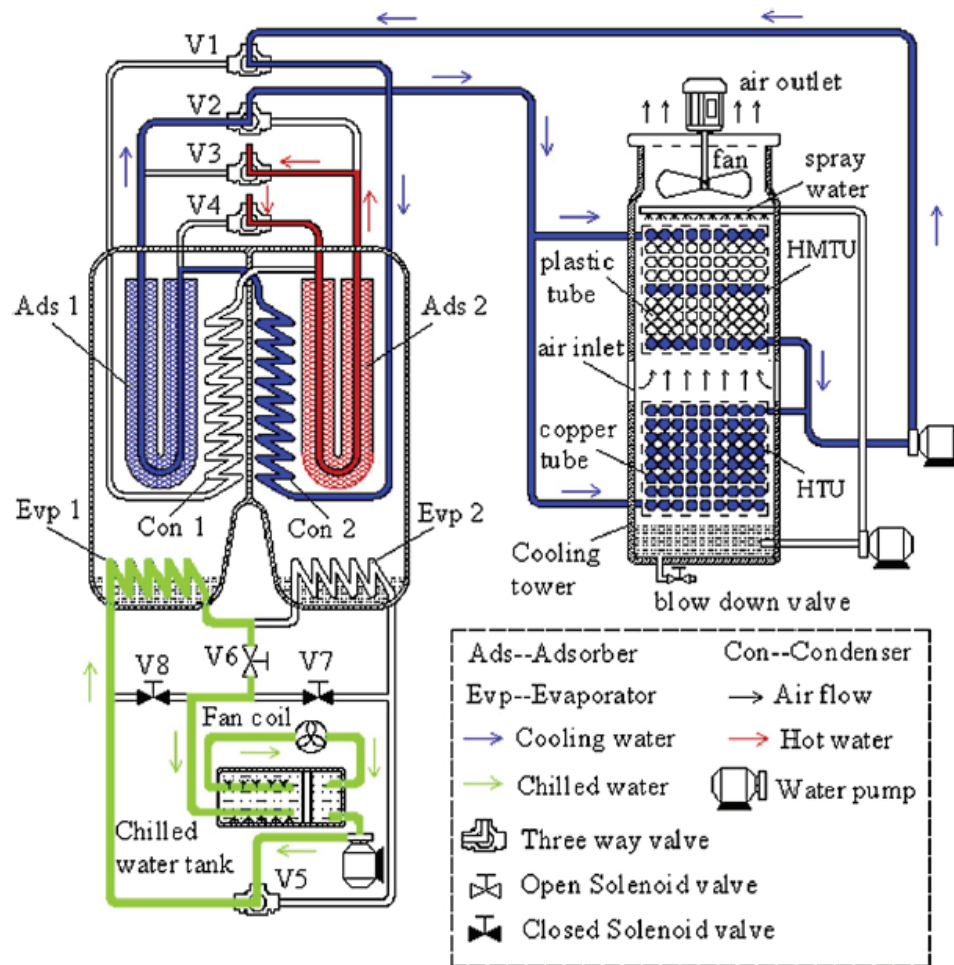 V1
V2
V3
V4
air outlet
fan
spray
water
HMTU
plastic
tube
air inlet
Ads 1
Ads 2
copper
tube
HTU
Con 1
Con 2
Evp 1
Evp 2
Cooling
tower
blow down valve
V6
V8
V7
Fan coil
Chilled
water tank
V5
Ads--Adsorber
Con--Condenser
Evp--Evaporator
Air flow
Cooling water
Hot water
Chilled water
Water pump
Three way valve
Open Solenoid valve
Closed Solenoid valve